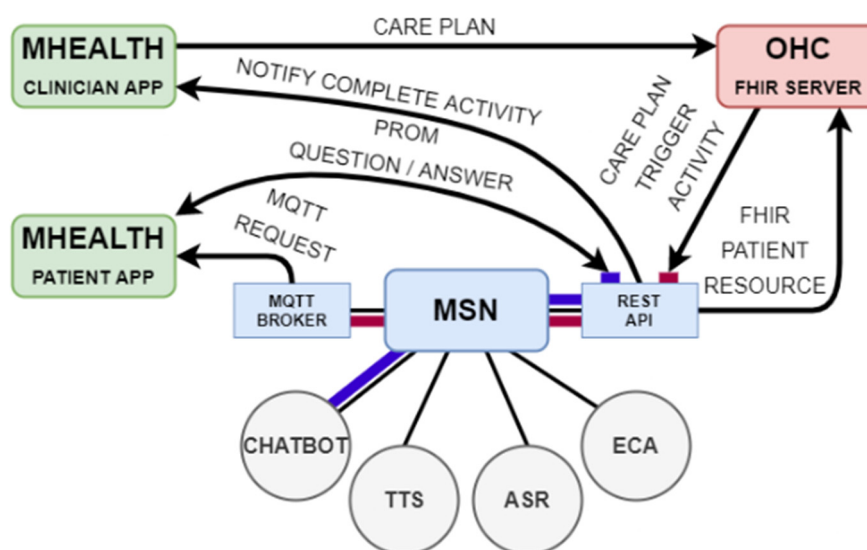 MHEALTH
CLINICIAN APP
CARE PLAN
OHC
FHIR SERVER
NOTIFY COMPLETE ACTIVITY
PROM
QUESTION / ANSWER
CARE PLAN
TRIGGER
ACTIVITY
MHEALTH
PATIENT APP
MQTT
REQUEST
FHIR
PATIENT
RESOURCE
MQTT
BROKER
MSN
REST
API
CHATBOT
TTS
ASR
ECA